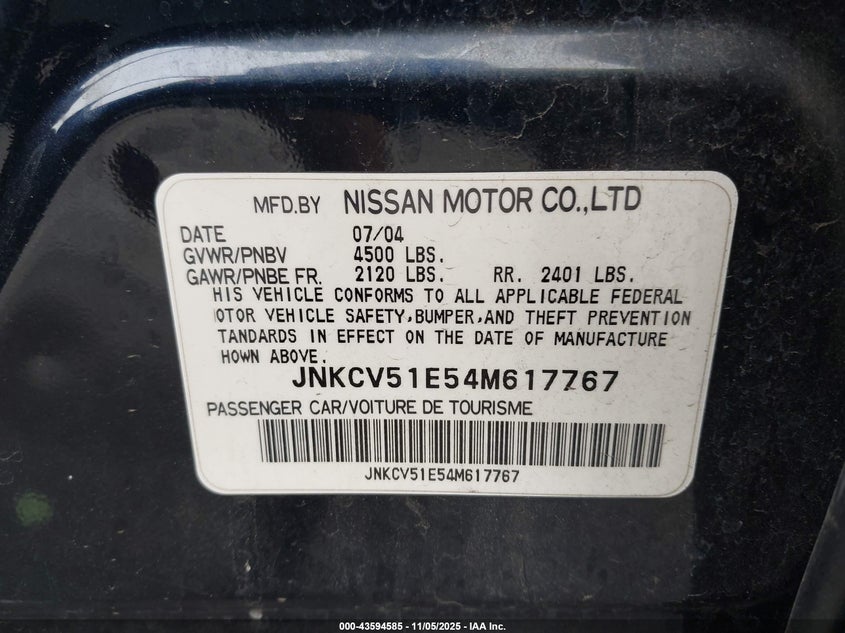 MFD.BY NISSAN MOTOR CO.,LTD
DATE 07/04
GVWR/PNBV 4500 LBS.
GAWR/PNBE FR. 2120 LBS. RR. 2401 LBS.
HIS VEHICLE CONFORMS TO ALL APPLICABLE FEDERAL
OTOR VEHICLE SAFETY,BUMPER,AND THEFT PREVENTION
TANDARDS IN EFFECT ON THE DATE OF MANUFACTURE
HOWN ABOVE.
JNKCV51E54M617767
PASSENGER CAR/VOITURE DE TOURISME
JNKCV51E54M617767
000-43594585 - 11/05/2025 - IAA Inc.